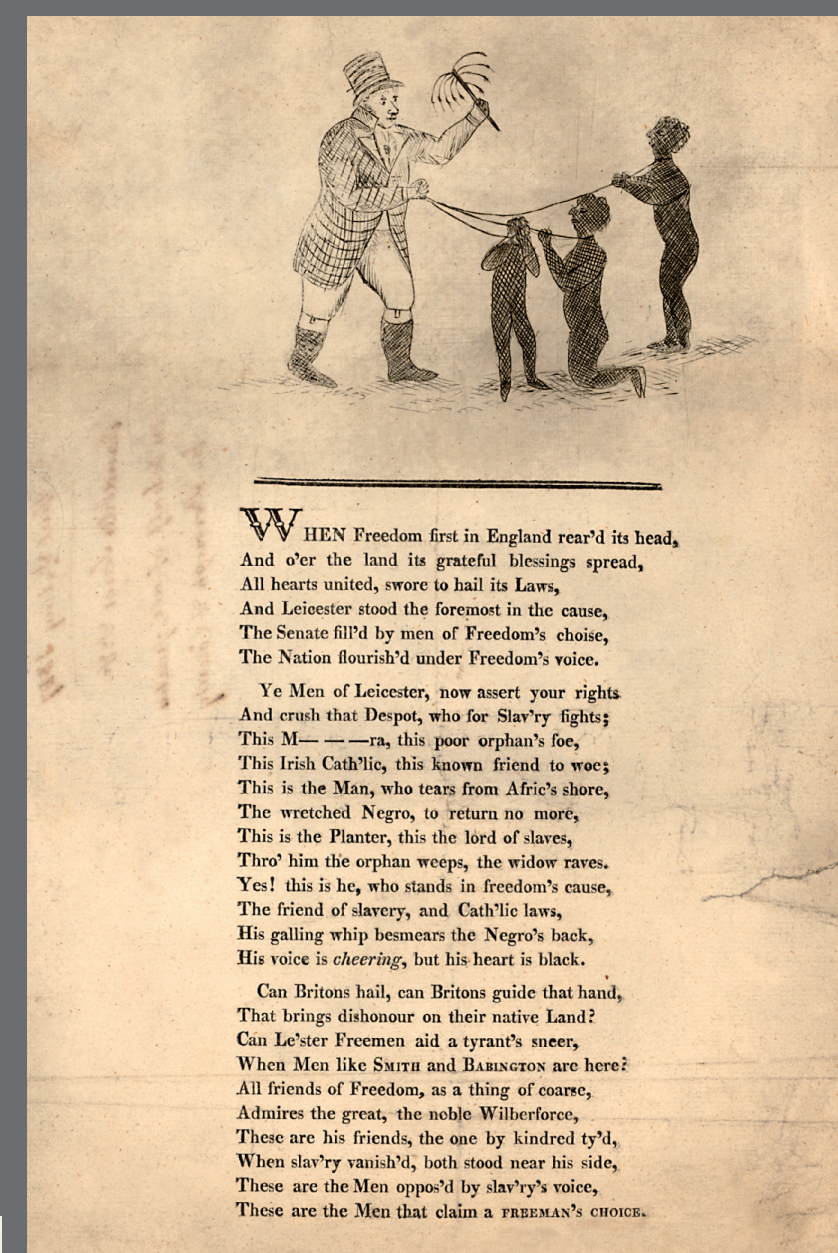 WHEN Freedom first in England rear'd its head,
And o'er the land its grateful blessings spread,
All hearts united, swore to hail its Laws,
And Leicester stood the foremost in the cause,
The Senate fill'd by men of Freedom's choise,
The Nation flourish'd under Freedom's voice.
Ye Men of Leicester, now assert your rights
And crush that Despot, who for Slav'ry fights;
This M— — —ra, this poor orphan's foe,
This Irish Cath'lic, this known friend to woe;
This is the Man, who tears from Afric's shore,
The wretched Negro, to return no more,
This is the Planter, this the lord of slaves,
Thro' him the orphan weeps, the widow raves.
Yes! this is he, who stands in freedom's cause,
The friend of slavery, and Cath'lic laws,
His galling whip besmears the Negro's back,
His voice is cheering, but his heart is black.
Can Britons hail, can Britons guide that hand,
That brings dishonour on their native Land?
Can Le'ster Freemen aid a tyrant's sneer,
When Men like SMITH and BABINGTON are here?
All friends of Freedom, as a thing of coarse,
Admires the great, the noble Wilberforce,
These are his friends, the one by kindred ty'd,
When slav'ry vanish'd, both stood near his side,
These are the Men oppos'd by slav'ry's voice,
These are the Men that claim a FREEMAN'S CHOICE.